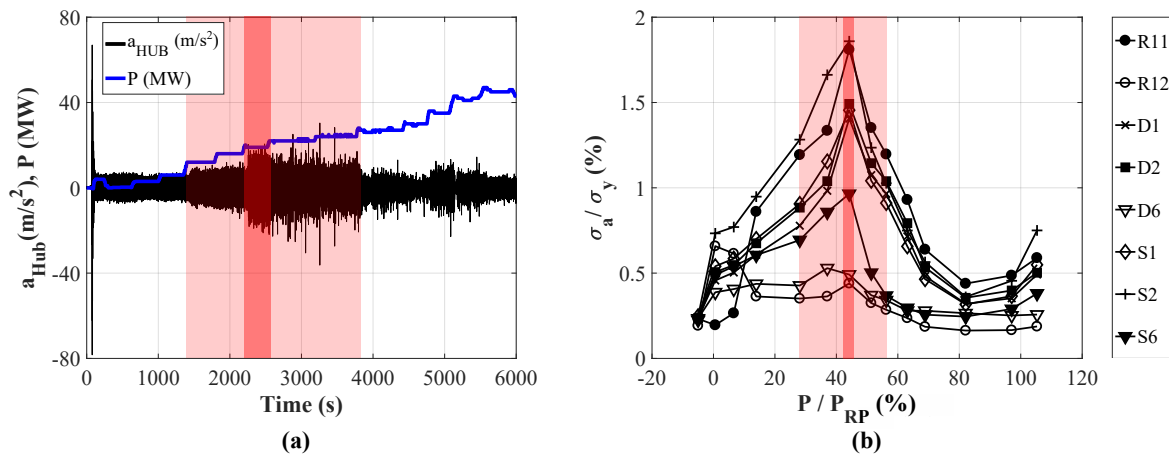 (a)
a_HUB (m/s²)
P (MW)
a_Hub (m/s²), P (MW)
80
40
0
-40
-80
0 1000 2000 3000 4000 5000 6000
Time (s)
(b)
σ_a / σ_y (%)
2
1.5
1
0.5
0
-20 0 20 40 60 80 100 120
P / P_RP (%)
R11
R12
D1
D2
D6
S1
S2
S6